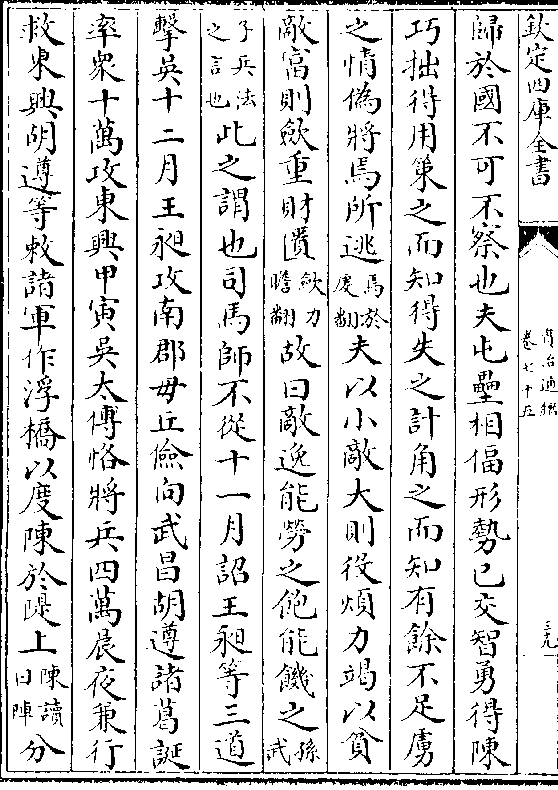 欽定四庫全書
資治通鑑
卷七十五
三九
歸於國不可不察也夫屯壘相偪形勢已交智勇得陳
巧拙得用策之而知得失之計角之而知有餘不足虜
之情偽將焉所逃焉於虔翻夫以小敵大則役煩力竭以貧
敵富則歛重財匱歛力贍翻故曰敵逸能勞之飽能饑之孫武
子兵法之言也此之謂也司馬師不從十一月詔王昶等三道
擊吳十二月王昶攻南郡毋丘儉向武昌胡遵諸葛誕
率衆十萬攻東興甲寅吳太傅恪將兵四萬晨夜兼行
救東興胡遵等敕諸軍作浮橋以度陳於隄上陳讀曰陣分